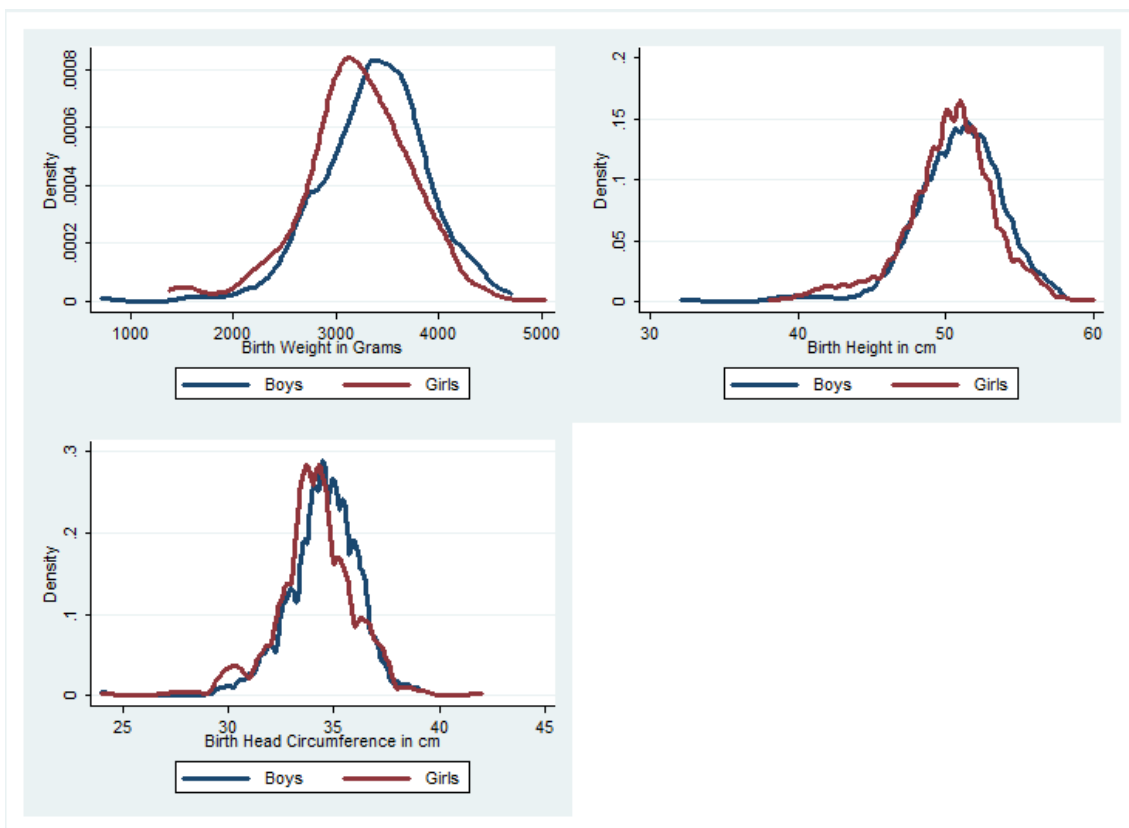 Density
0 .0002 .0004 .0006 .0008
1000 2000 3000 4000 5000
Birth Weight in Grams
Boys Girls
Density
0 .05 .1 .15 .2
30 40 50 60
Birth Height in cm
Boys Girls
Density
0 .1 .2 .3
25 30 35 40 45
Birth Head Circumference in cm
Boys Girls